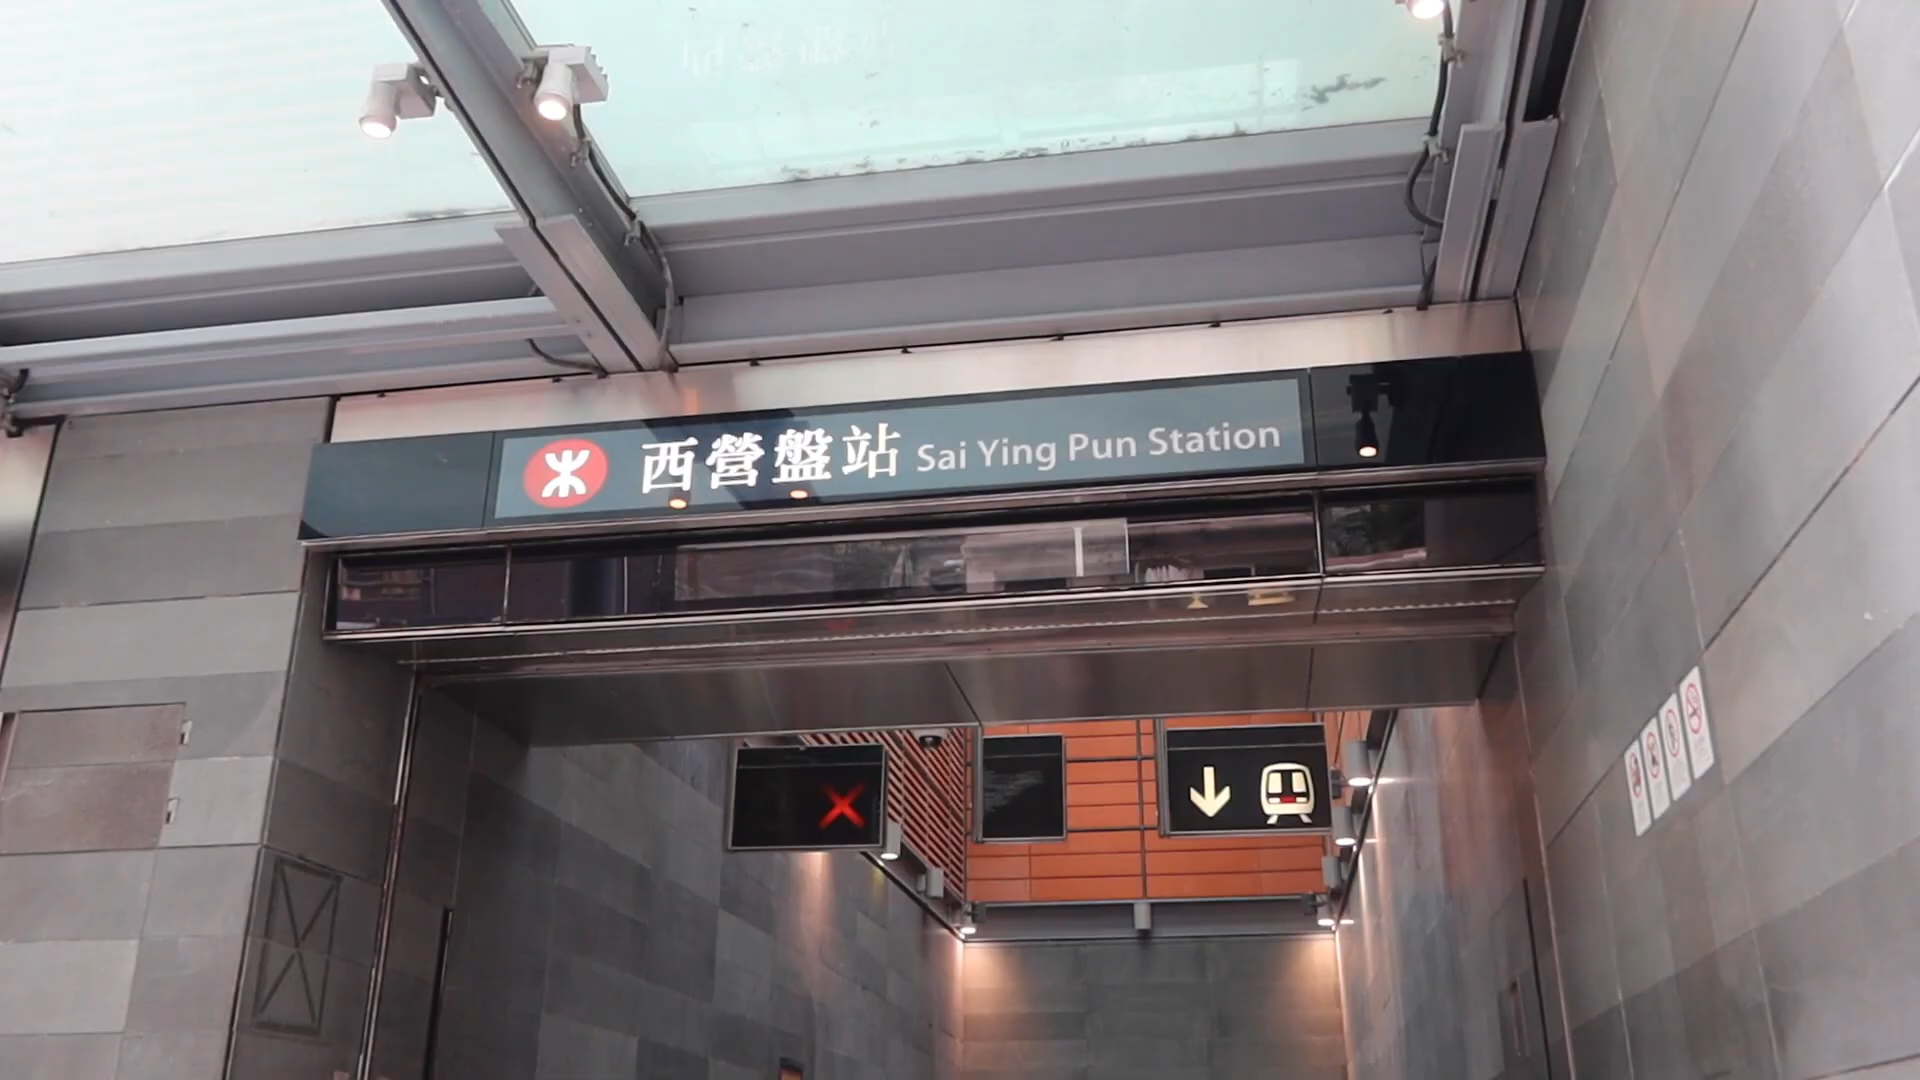 西營盤站 Sai Ying Pun Station